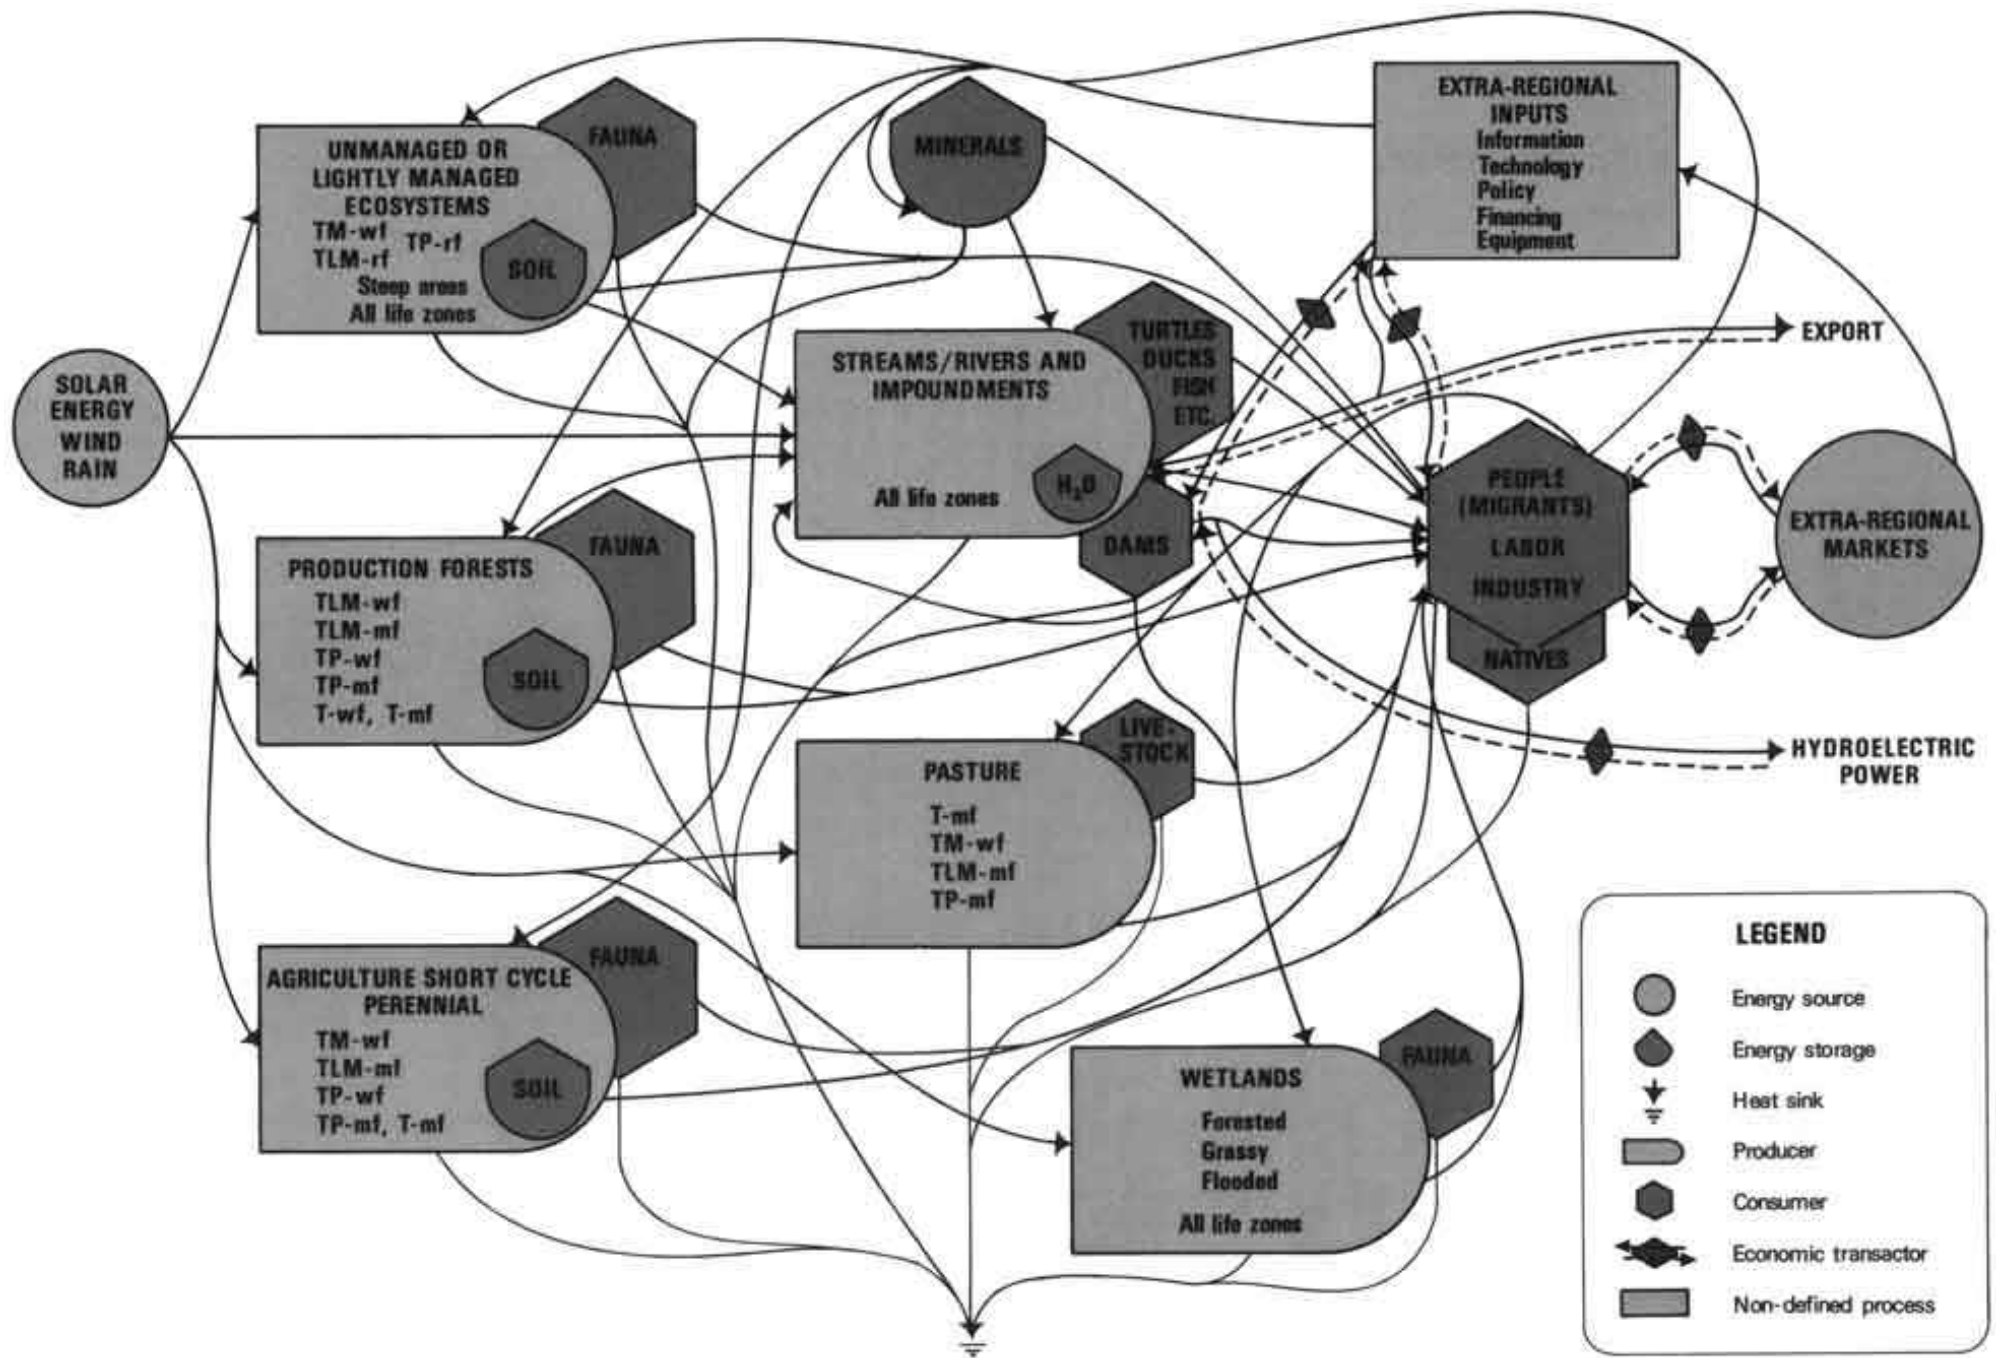 EXTRA-REGIONAL
INPUTS
Information
Technology
Policy
Financing
Equipment
FAUNA
MINERALS
UNMANAGED OR
LIGHTLY MANAGED
ECOSYSTEMS
TM-wf
TP-rf
TLM-rf
Steep areas
All life zones
SOIL
TURTLES
DUCKS
FISH
ETC.
STREAMS/RIVERS AND
IMPOUNDMENTS
All life zones
H₂O
DAMS
EXPORT
SOLAR
ENERGY
WIND
RAIN
PEOPLE
(MIGRANTS)
LABOR
INDUSTRY
NATIVES
EXTRA-REGIONAL
MARKETS
FAUNA
PRODUCTION FORESTS
TLM-wf
TLM-mf
TP-wf
TP-mf
T-wf, T-mf
SOIL
LIVE-
STOCK
PASTURE
T-mf
TM-wf
TLM-mf
TP-mf
HYDROELECTRIC
POWER
FAUNA
AGRICULTURE SHORT CYCLE
PERENNIAL
TM-wf
TLM-mf
TP-wf
TP-mf, T-mf
SOIL
FAUNA
WETLANDS
Forested
Grassy
Flooded
All life zones
LEGEND
Energy source
Energy storage
Heat sink
Producer
Consumer
Economic transactor
Non-defined process